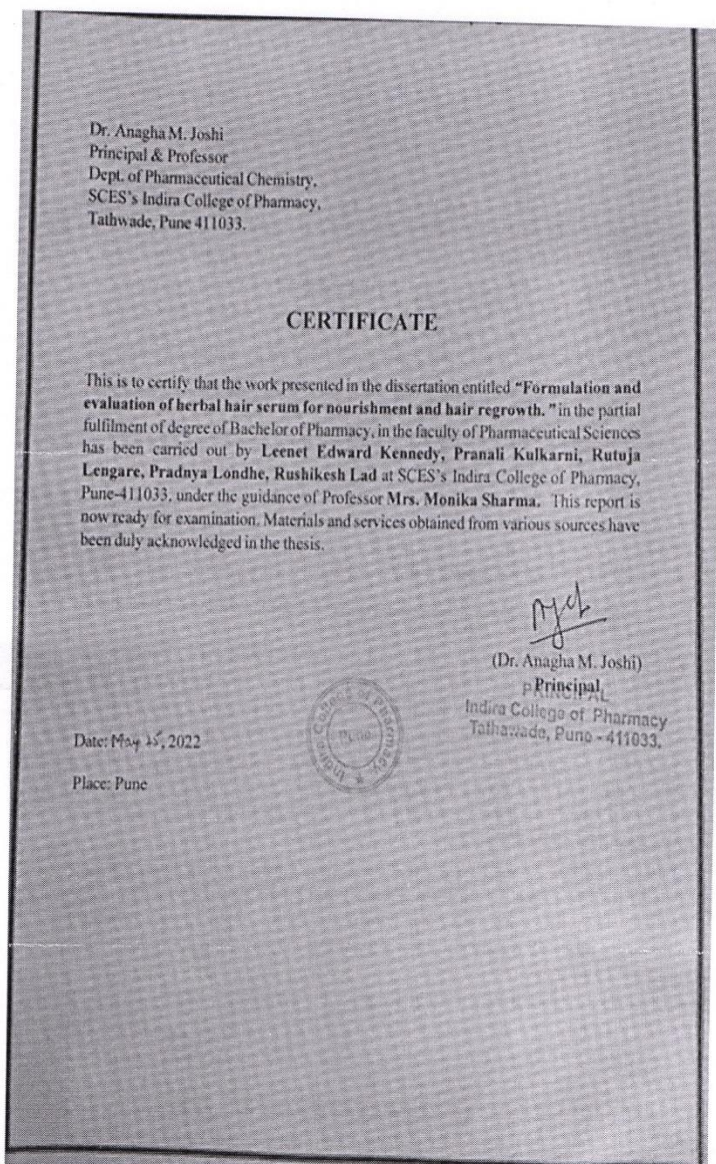 Dr. Anagha M. Joshi
Principal & Professor
Dept. of Pharmaceutical Chemistry,
SCES's Indira College of Pharmacy,
Tathwade, Pune 411033.
CERTIFICATE
This is to certify that the work presented in the dissertation entitled “Formulation and
evaluation of herbal hair serum for nourishment and hair regrowth. ” in the partial
fulfilment of degree of Bachelor of Pharmacy, in the faculty of Pharmaceutical Sciences
has been carried out by Leenet Edward Kennedy, Pranali Kulkarni, Rutuja
Lengare, Pradnya Londhe, Rushikesh Lad at SCES's Indira College of Pharmacy,
Pune-411033, under the guidance of Professor Mrs. Monika Sharma. This report is
now ready for examination. Materials and services obtained from various sources have
been duly acknowledged in the thesis.
(Dr. Anagha M. Joshi)
Principal
PRINCIPAL
Indira College of Pharmacy
Tathawade, Pune - 411033.
Indira College of Pharmacy
Pune
Date: May 25, 2022
Place: Pune